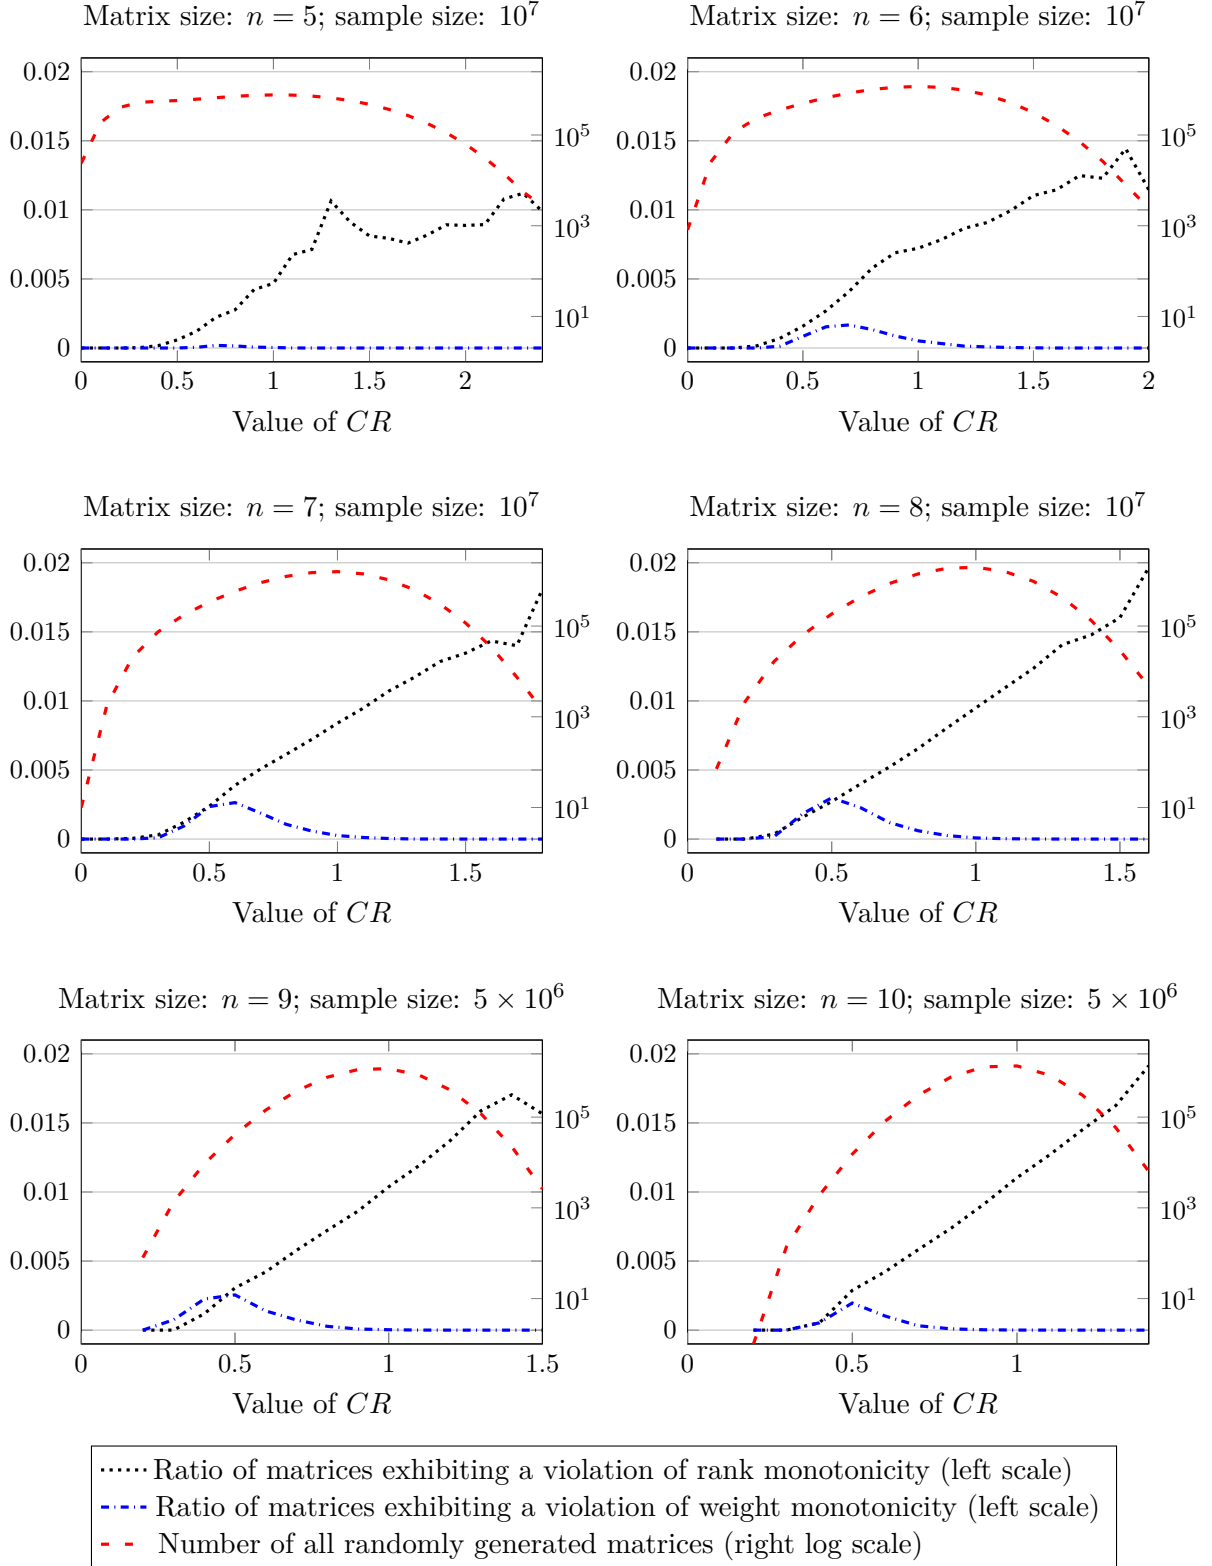 Matrix size: n = 5; sample size: 10^7
Matrix size: n = 6; sample size: 10^7
0.02
0.015
0.01
0.005
0
10^5
10^3
10^1
0 0.5 1 1.5 2
Value of CR
0.02
0.015
0.01
0.005
0
10^5
10^3
10^1
0 0.5 1 1.5 2
Value of CR
Matrix size: n = 7; sample size: 10^7
Matrix size: n = 8; sample size: 10^7
0.02
0.015
0.01
0.005
0
10^5
10^3
10^1
0 0.5 1 1.5
Value of CR
0.02
0.015
0.01
0.005
0
10^5
10^3
10^1
0 0.5 1 1.5
Value of CR
Matrix size: n = 9; sample size: 5 × 10^6
Matrix size: n = 10; sample size: 5 × 10^6
0.02
0.015
0.01
0.005
0
10^5
10^3
10^1
0 0.5 1 1.5
Value of CR
0.02
0.015
0.01
0.005
0
10^5
10^3
10^1
0 0.5 1
Value of CR
Ratio of matrices exhibiting a violation of rank monotonicity (left scale)
Ratio of matrices exhibiting a violation of weight monotonicity (left scale)
Number of all randomly generated matrices (right log scale)